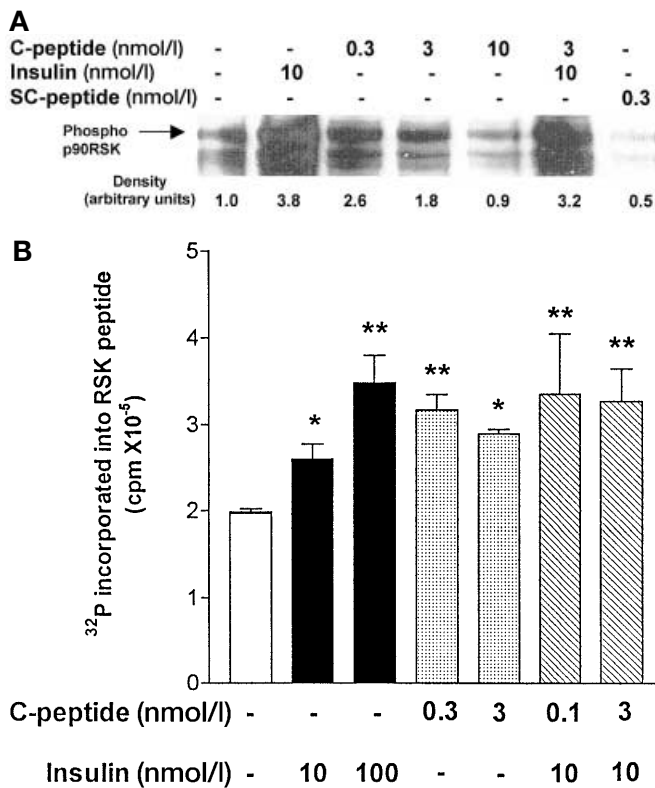 A
C-peptide (nmol/l) - - 0.3 3 10 3 -
Insulin (nmol/l) - 10 - - - 10 -
SC-peptide (nmol/l) - - - - - - 0.3
Phospho
p90RSK
Density
(arbitrary units) 1.0 3.8 2.6 1.8 0.9 3.2 0.5
B
³²P incorporated into RSK peptide
(cpm X10⁻⁵)
5
4
3
2
1
0
* ** ** * ** **
C-peptide (nmol/l) - - - 0.3 3 0.1 3
Insulin (nmol/l) - 10 100 - - 10 10